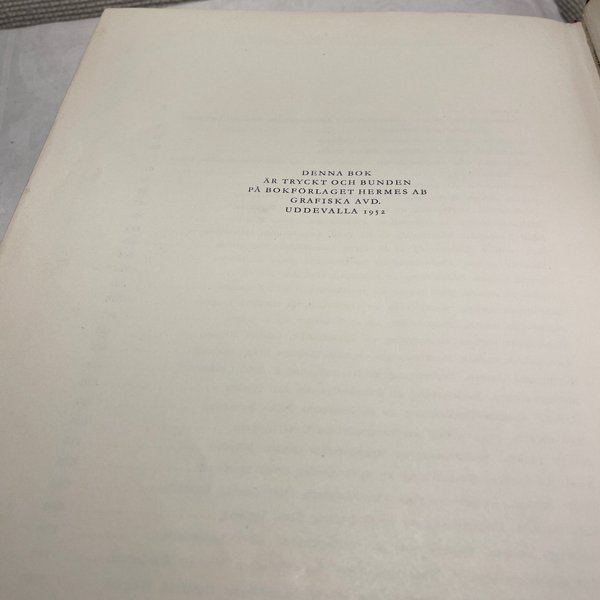 DENNA BOK
ÄR TRYCKT OCH BUNDEN
PÅ BOKFÖRLAGET HERMES AB
GRAFISKA AVD.
UDDEVALLA 1952